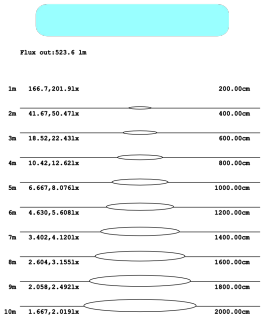 Flux out:523.6 lm
1m 166.7,201.9lx 200.00cm
2m 41.67,50.47lx 400.00cm
3m 18.52,22.43lx 600.00cm
4m 10.42,12.62lx 800.00cm
5m 6.667,8.076lx 1000.00cm
6m 4.630,5.608lx 1200.00cm
7m 3.402,4.120lx 1400.00cm
8m 2.604,3.155lx 1600.00cm
9m 2.058,2.492lx 1800.00cm
10m 1.667,2.019lx 2000.00cm